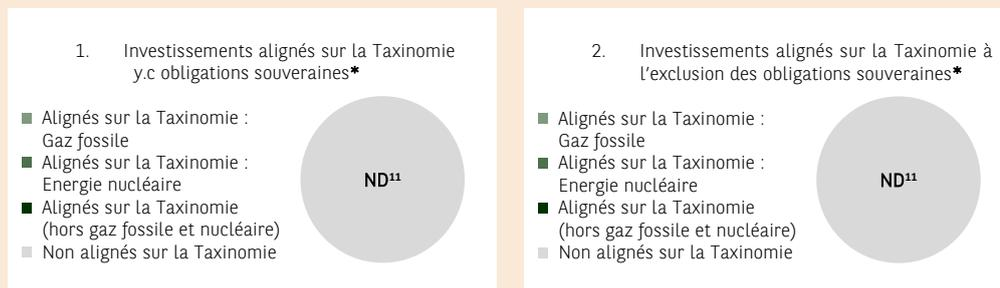 1. Investissements alignés sur la Taxinomie
y.c obligations souveraines*
Alignés sur la Taxinomie :
Gaz fossile
Alignés sur la Taxinomie :
Energie nucléaire
Alignés sur la Taxinomie
(hors gaz fossile et nucléaire)
Non alignés sur la Taxinomie
ND¹¹
2. Investissements alignés sur la Taxinomie à
l’exclusion des obligations souveraines*
Alignés sur la Taxinomie :
Gaz fossile
Alignés sur la Taxinomie :
Energie nucléaire
Alignés sur la Taxinomie
(hors gaz fossile et nucléaire)
Non alignés sur la Taxinomie
ND¹¹